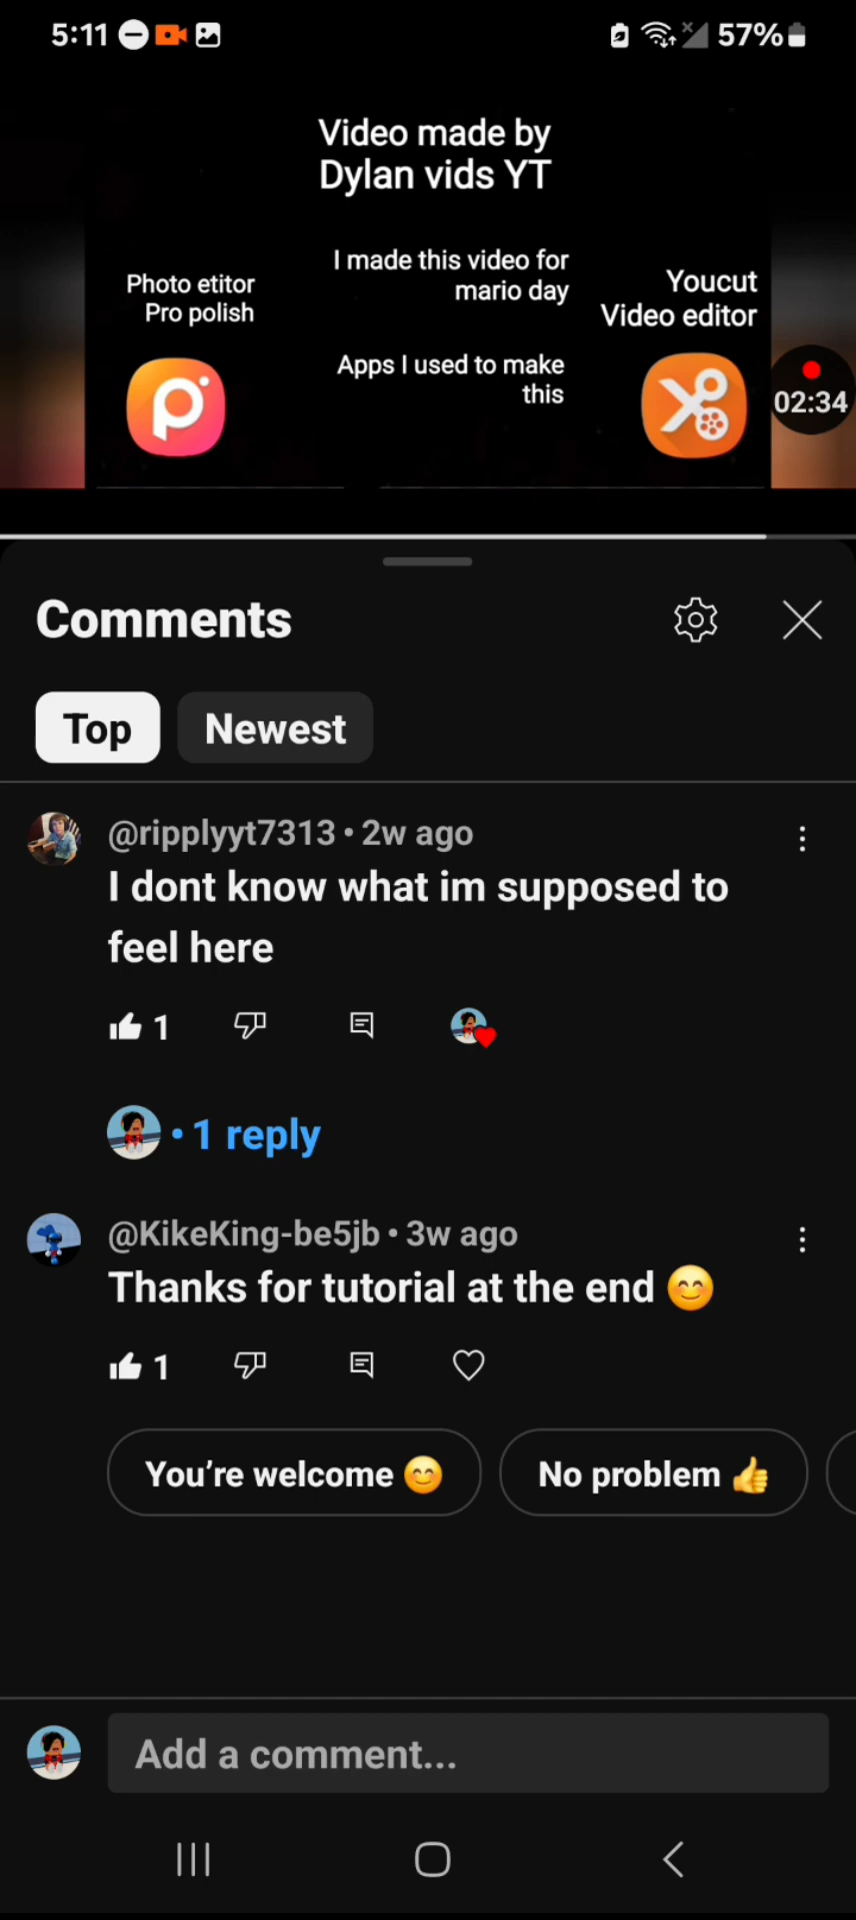 5:11
57%
Video made by
Dylan vids YT
I made this video for
mario day
Photo etitor
Pro polish
Youcut
Video editor
Apps I used to make
this
02:34
Comments
Top
Newest
@ripplyyt7313 • 2w ago
I dont know what im supposed to
feel here
1
• 1 reply
@KikeKing-be5jb • 3w ago
Thanks for tutorial at the end 😊
1
You’re welcome 😊
No problem 👍
Add a comment...